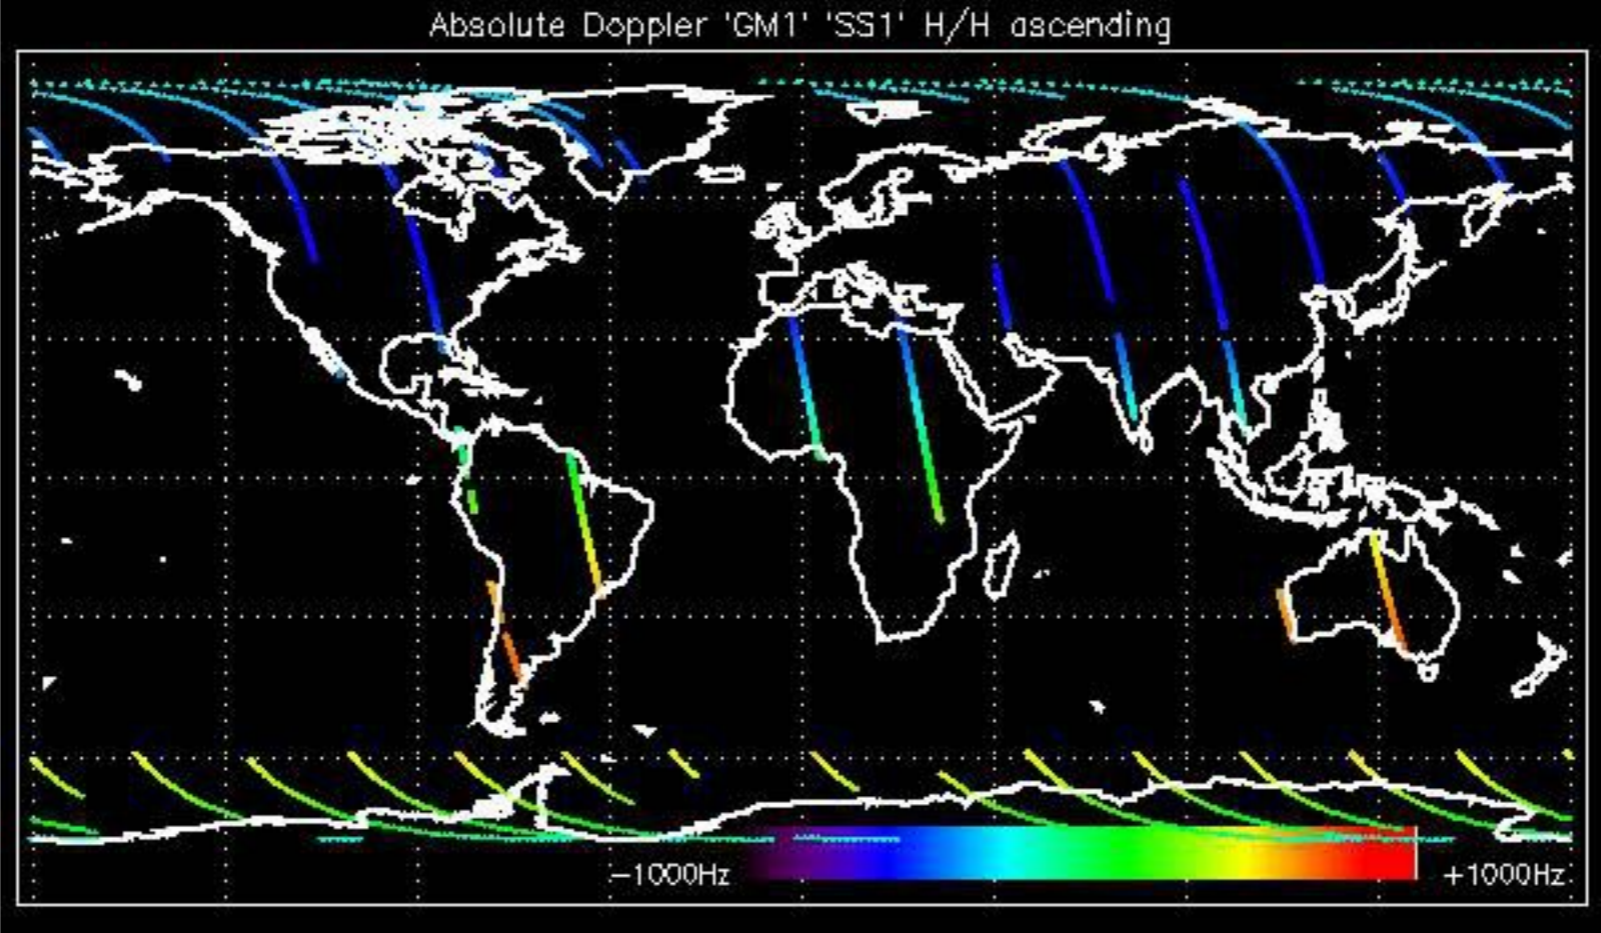 Absolute Doppler 'GM1' 'SS1' H/H ascending
−1000Hz +1000Hz